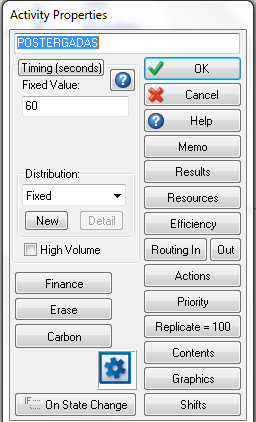 Activity Properties
POSTERGADAS
Timing (seconds)
Fixed Value:
60
Distribution:
Fixed
New
Detail
High Volume
Finance
Erase
Carbon
IF
On State Change
OK
Cancel
Help
Memo
Results
Resources
Efficiency
Routing In
Out
Actions
Priority
Replicate = 100
Contents
Graphics
Shifts